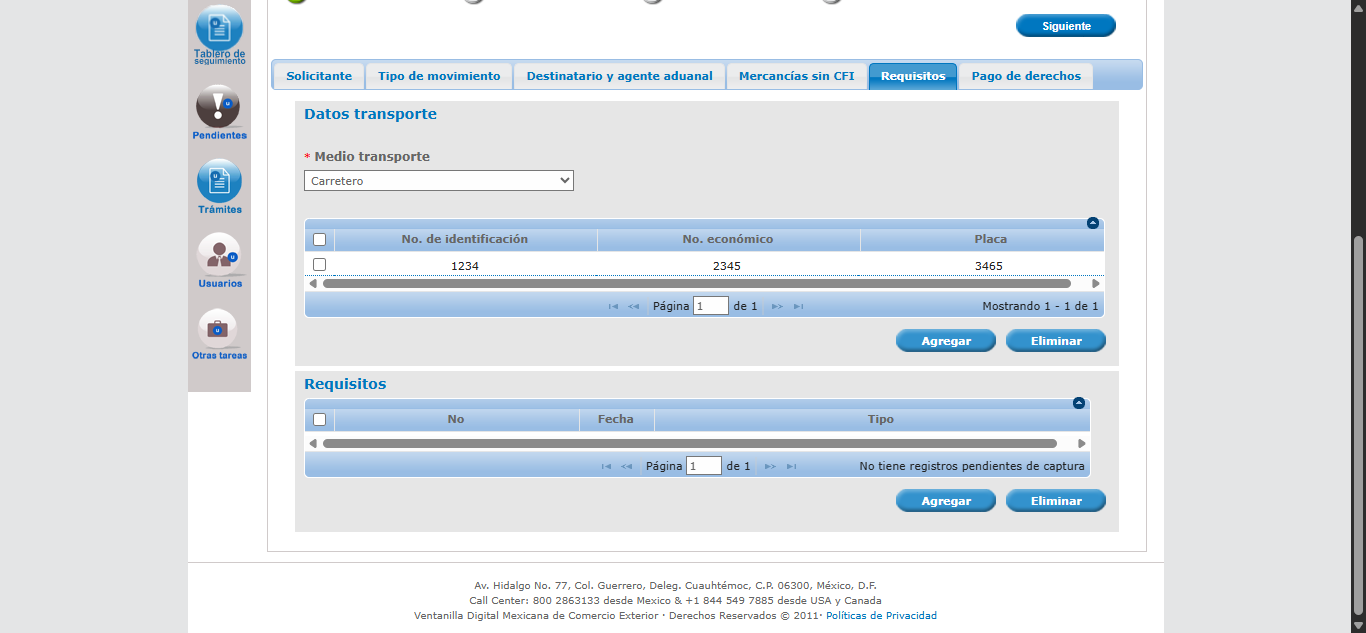 Siguiente
Tablero de
seguimiento
Pendientes
Trámites
Usuarios
Otras tareas
Solicitante Tipo de movimiento Destinatario y agente aduanal Mercancías sin CFI Requisitos Pago de derechos
Datos transporte
* Medio transporte
Carretero
No. de identificación No. económico Placa
1234 2345 3465
Página 1 de 1 Mostrando 1 - 1 de 1
Agregar Eliminar
Requisitos
No Fecha Tipo
Página 1 de 1 No tiene registros pendientes de captura
Agregar Eliminar
Av. Hidalgo No. 77, Col. Guerrero, Deleg. Cuauhtémoc, C.P. 06300, México, D.F.
Call Center: 800 2863133 desde Mexico & +1 844 549 7885 desde USA y Canada
Ventanilla Digital Mexicana de Comercio Exterior · Derechos Reservados © 2011· Políticas de Privacidad